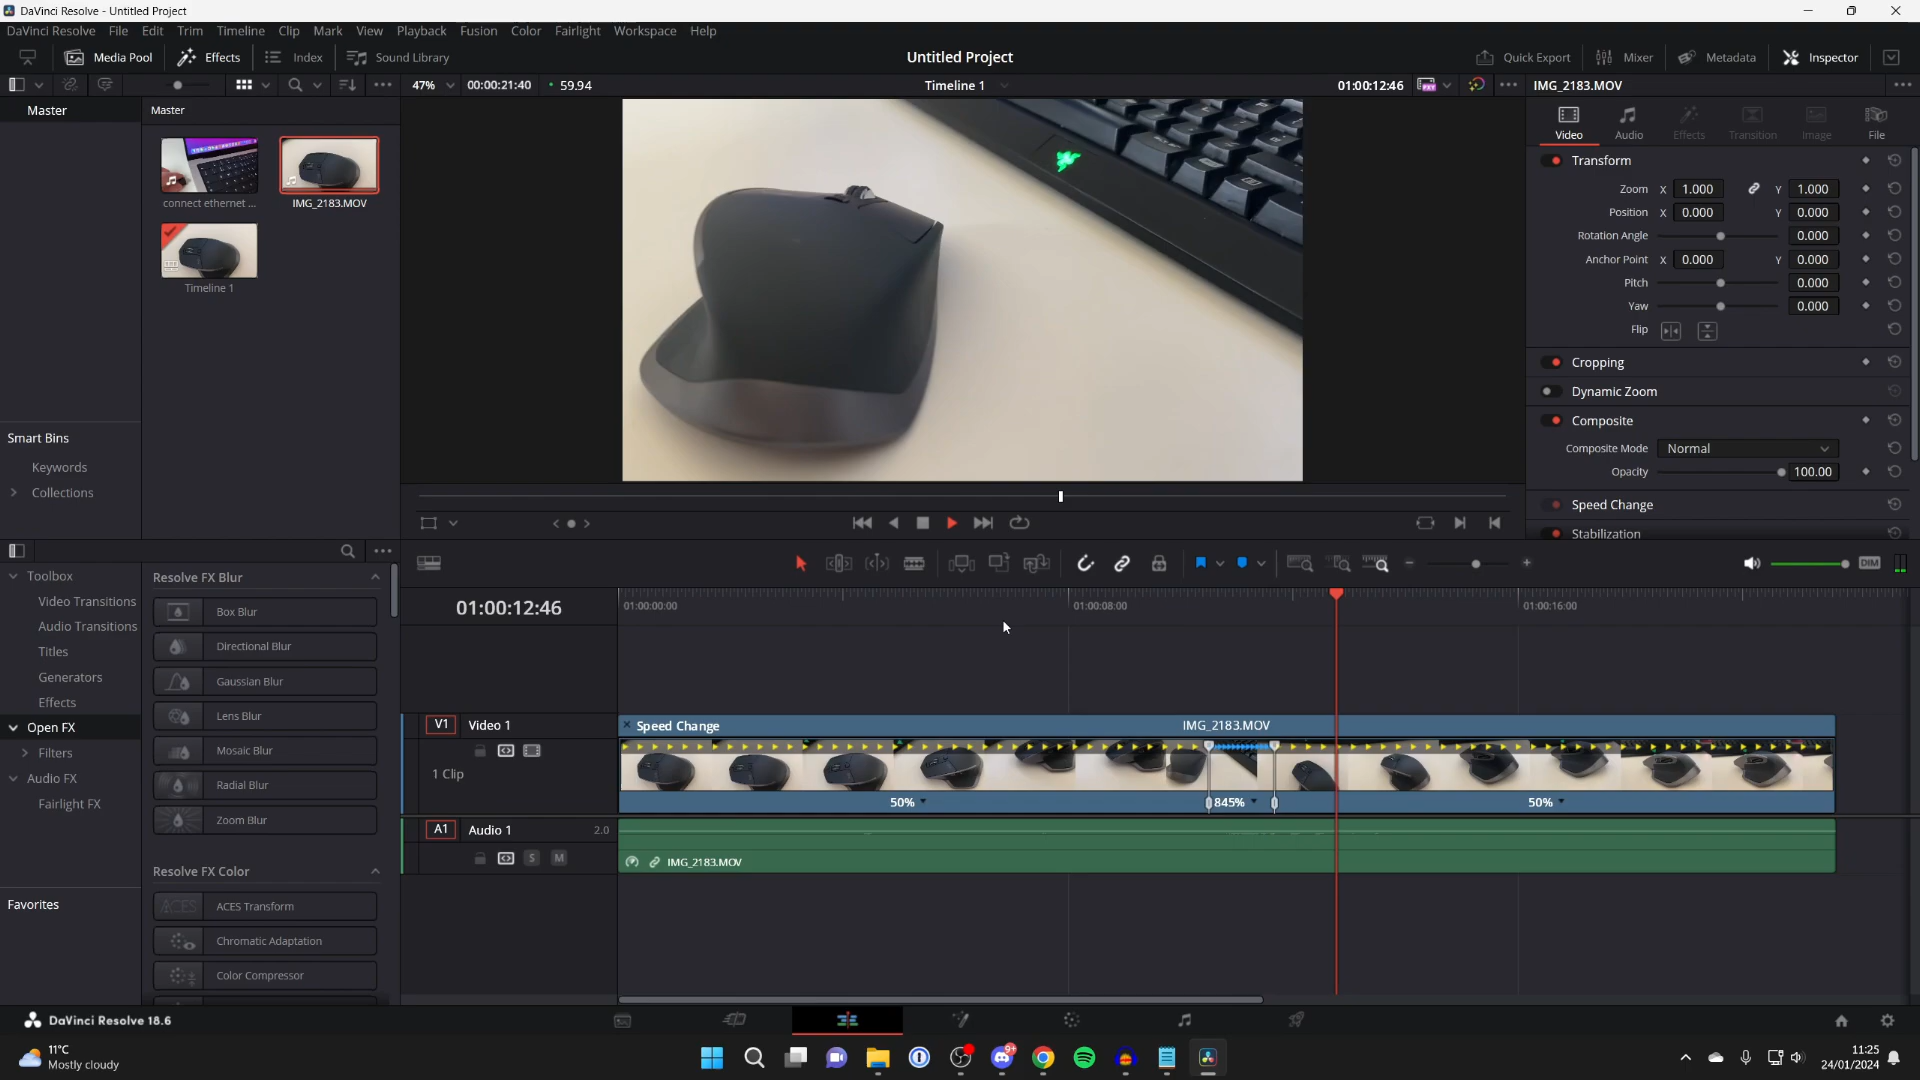 DaVinci Resolve - Untitled Project
DaVinci Resolve File Edit Trim Timeline Clip Mark View Playback Fusion Color Fairlight Workspace Help
Media Pool Effects Index Sound Library Untitled Project Quick Export Mixer Metadata Inspector
47% 00:00:21:40 59.94 Timeline 1 01:00:12:46 IMG_2183.MOV
Master Master
Video Audio Effects Transition Image File
Transform
Zoom X 1.000 Y 1.000
connect ethernet ... IMG_2183.MOV
Position X 0.000 Y 0.000
Rotation Angle 0.000
Anchor Point X 0.000 Y 0.000
Pitch 0.000
Timeline 1
Yaw 0.000
Flip
Cropping
Dynamic Zoom
Composite
Smart Bins
Composite Mode Normal
Keywords
Opacity 100.00
Collections
Speed Change
Stabilization
DIM
Toolbox
Video Transitions
Audio Transitions
Titles
Generators
Effects
Open FX
Filters
Audio FX
Fairlight FX
Favorites
Resolve FX Blur
Box Blur
Directional Blur
Gaussian Blur
Lens Blur
Mosaic Blur
Radial Blur
Zoom Blur
Resolve FX Color
ACES ACES Transform
Chromatic Adaptation
Color Compressor
01:00:12:46 01:00:00:00 01:00:08:00 01:00:16:00
V1 Video 1 Speed Change IMG_2183.MOV
1 Clip
50% 845% 50%
A1 Audio 1 2.0
S M IMG_2183.MOV
DaVinci Resolve 18.6
11°C
Mostly cloudy
9+
11:25
24/01/2024